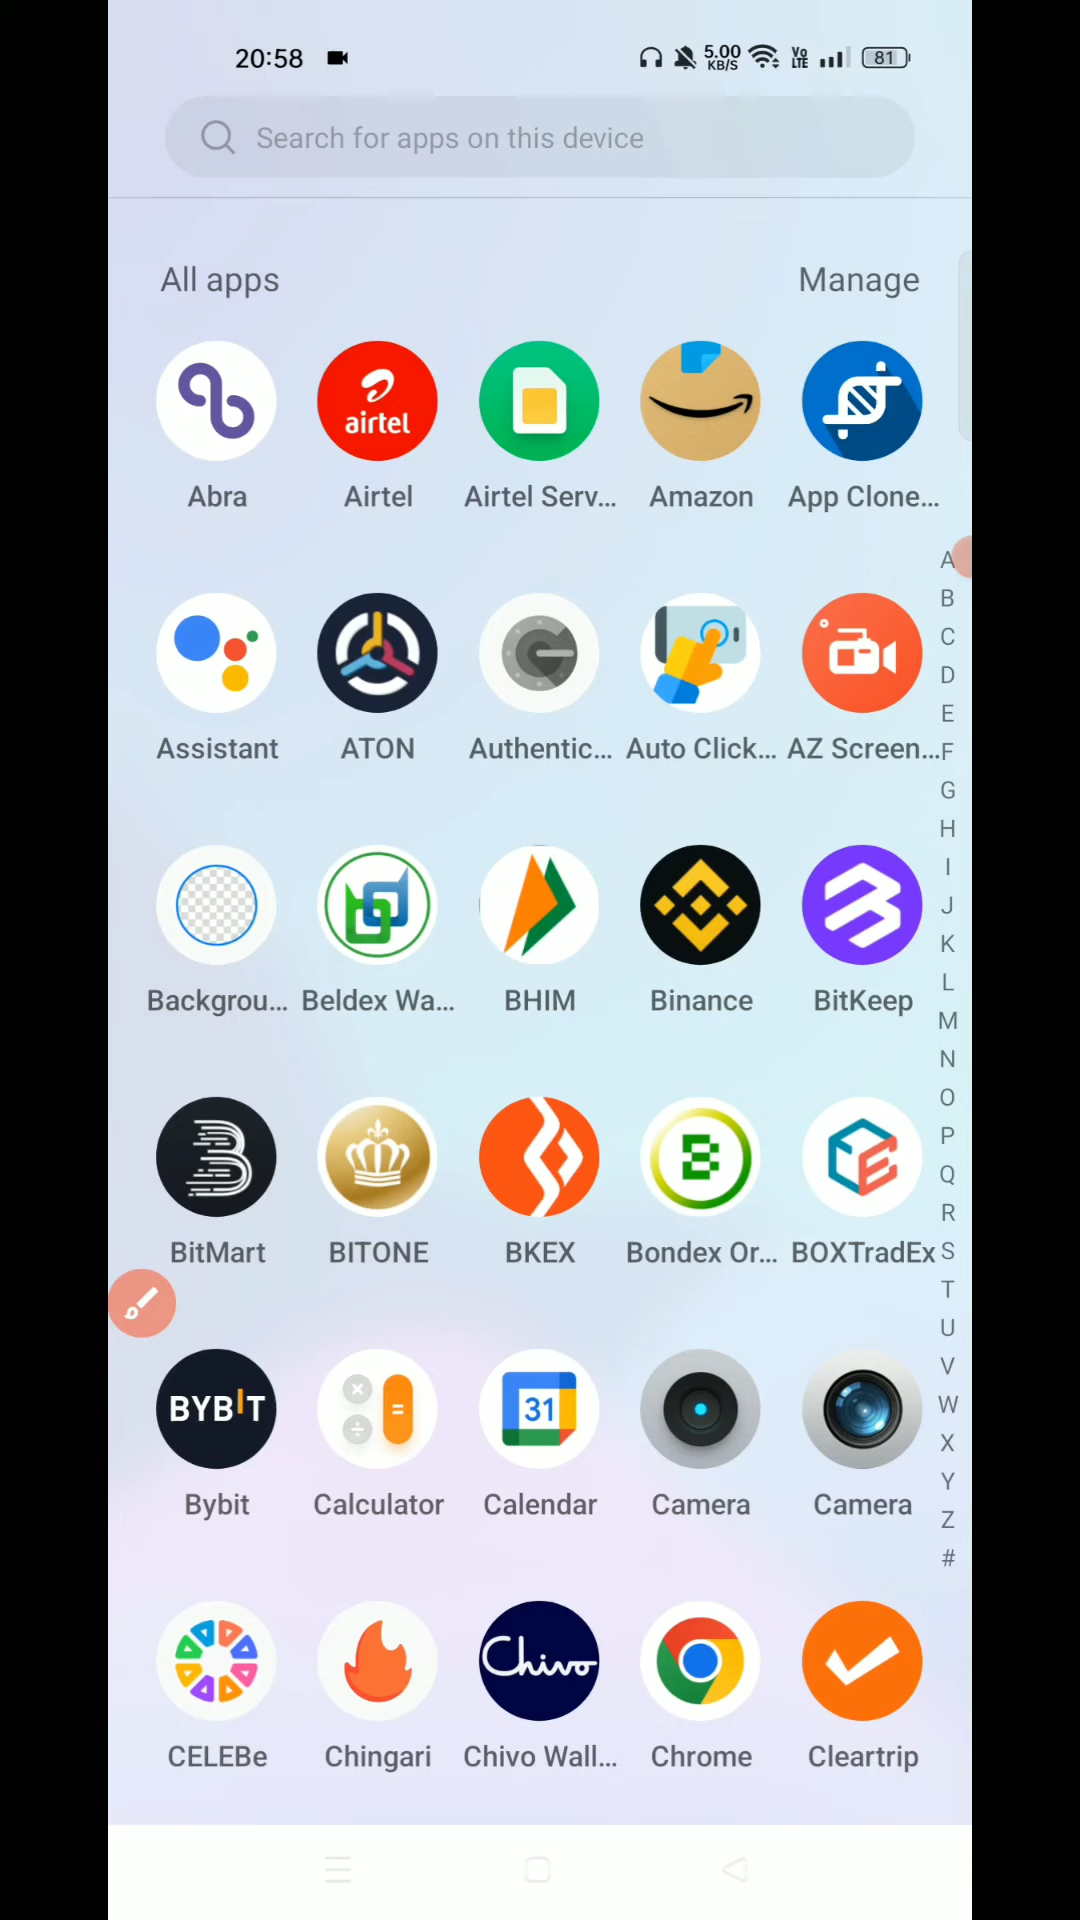 20:58 5.00 KB/S Vo LTE 81
Search for apps on this device
All apps Manage
airtel
Abra Airtel Airtel Serv... Amazon App Clone...
A
B
C
D
E
Assistant ATON Authentic... Auto Click... AZ Screen... F
G
H
I
J
K
L
Backgrou... Beldex Wa... BHIM Binance BitKeep
M
N
O
P
Q
R
BitMart BITONE BKEX Bondex Or... BOXTradEx S
T
U
V
W
BYBIT 31
X
Y
Bybit Calculator Calendar Camera Camera
Z
#
Chivo
CELEBe Chingari Chivo Wall... Chrome Cleartrip